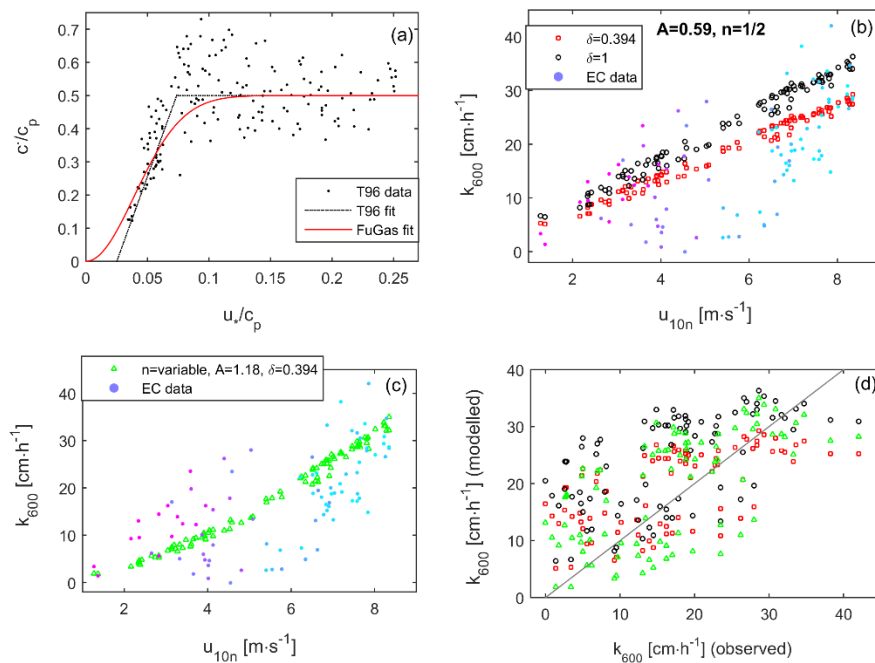 (a)
0.7
0.6
0.5
0.4
0.3
0.2
0.1
0
c·/cp
0
0.05
0.1
0.15
0.2
0.25
u*/cp
T96 data
T96 fit
FuGas fit
(b)
A=0.59, n=1/2
δ=0.394
δ=1
EC data
40
30
20
10
0
k600 [cm·h-1]
2
4
6
8
u10n [m·s-1]
(c)
n=variable, A=1.18, δ=0.394
EC data
40
30
20
10
0
k600 [cm·h-1]
2
4
6
8
u10n [m·s-1]
(d)
40
30
20
10
0
k600 [cm·h-1] (modelled)
0
10
20
30
40
k600 [cm·h-1] (observed)